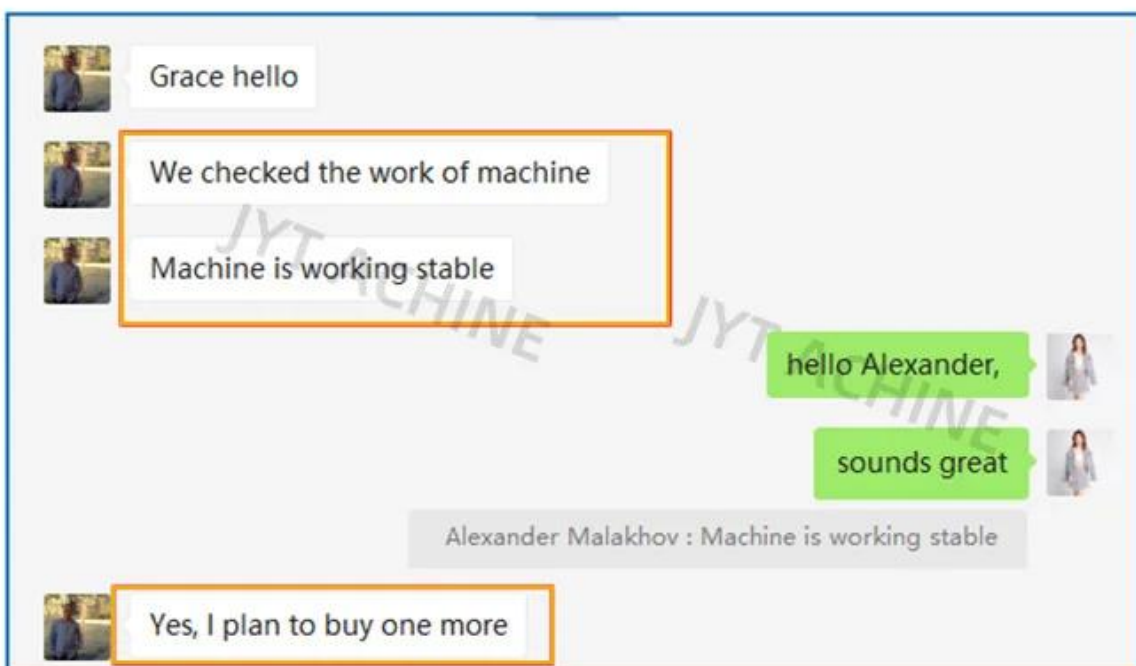 Grace hello
We checked the work of machine
Machine is working stable
JYT ACHINE
JYT ACHINE
hello Alexander,
sounds great
Alexander Malakhov : Machine is working stable
Yes, I plan to buy one more